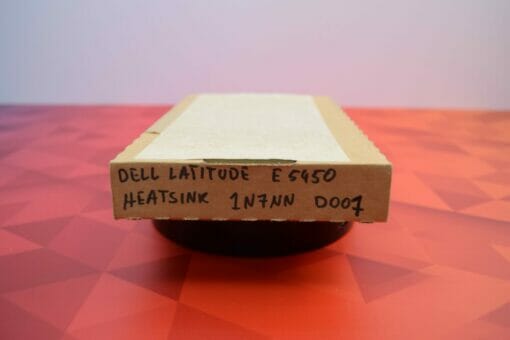 DELL LATITUDE E5450
HEATSINK 1N7NN D007